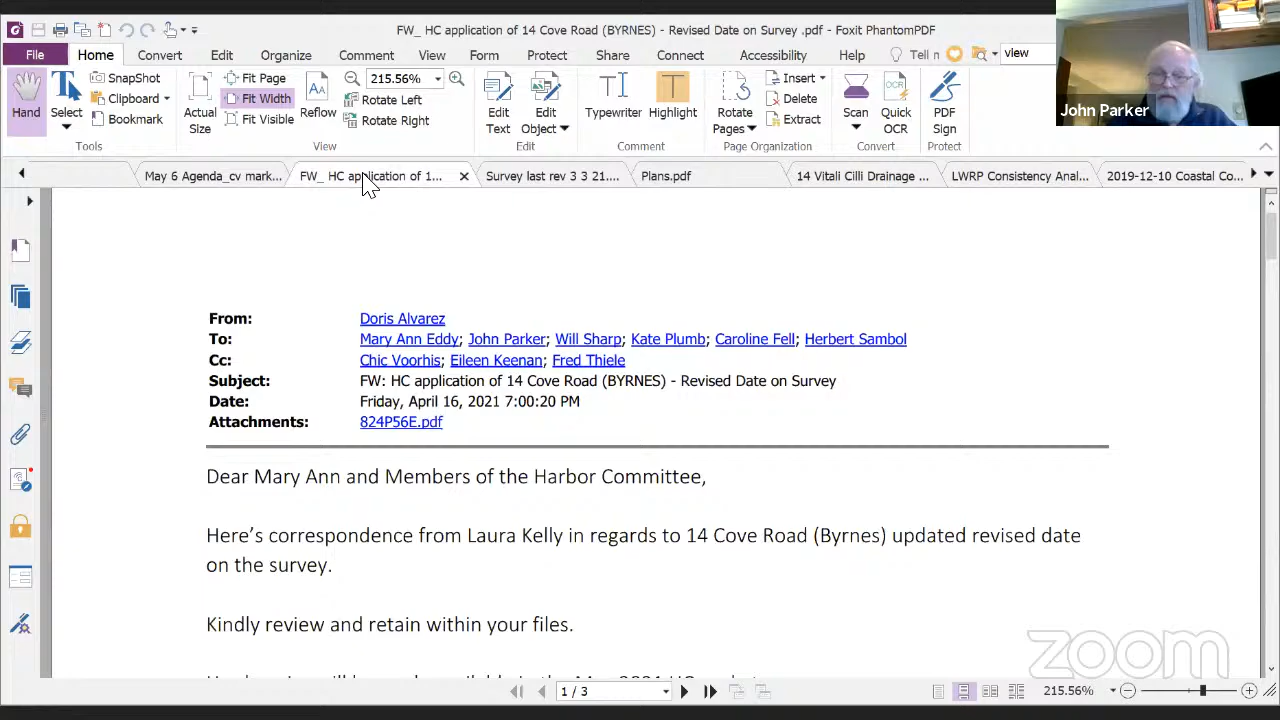 FW_ HC application of 14 Cove Road (BYRNES) - Revised Date on Survey .pdf - Foxit PhantomPDF
File Home Convert Edit Organize Comment View Form Protect Share Connect Accessibility Help Tell n view
Hand
Select
SnapShot
Clipboard
Bookmark
Tools
Actual Size
Fit Page
Fit Width
Fit Visible
Reflow
215.56%
Rotate Left
Rotate Right
View
Edit Text
Edit Object
Edit
Typewriter
Highlight
Comment
Rotate Pages
Insert
Delete
Extract
Page Organization
Scan
Quick OCR
Convert
PDF Sign
Protect
John Parker
May 6 Agenda_cv mark... FW_ HC application of 1... Survey last rev 3 3 21.... Plans.pdf 14 Vitali Cilli Drainage ... LWRP Consistency Anal... 2019-12-10 Coastal Co...
From: Doris Alvarez
To: Mary Ann Eddy; John Parker; Will Sharp; Kate Plumb; Caroline Fell; Herbert Sambol
Cc: Chic Voorhis; Eileen Keenan; Fred Thiele
Subject: FW: HC application of 14 Cove Road (BYRNES) - Revised Date on Survey
Date: Friday, April 16, 2021 7:00:20 PM
Attachments: 824P56E.pdf
Dear Mary Ann and Members of the Harbor Committee,
Here's correspondence from Laura Kelly in regards to 14 Cove Road (Byrnes) updated revised date
on the survey.
Kindly review and retain within your files.
zoom
1 / 3
215.56%